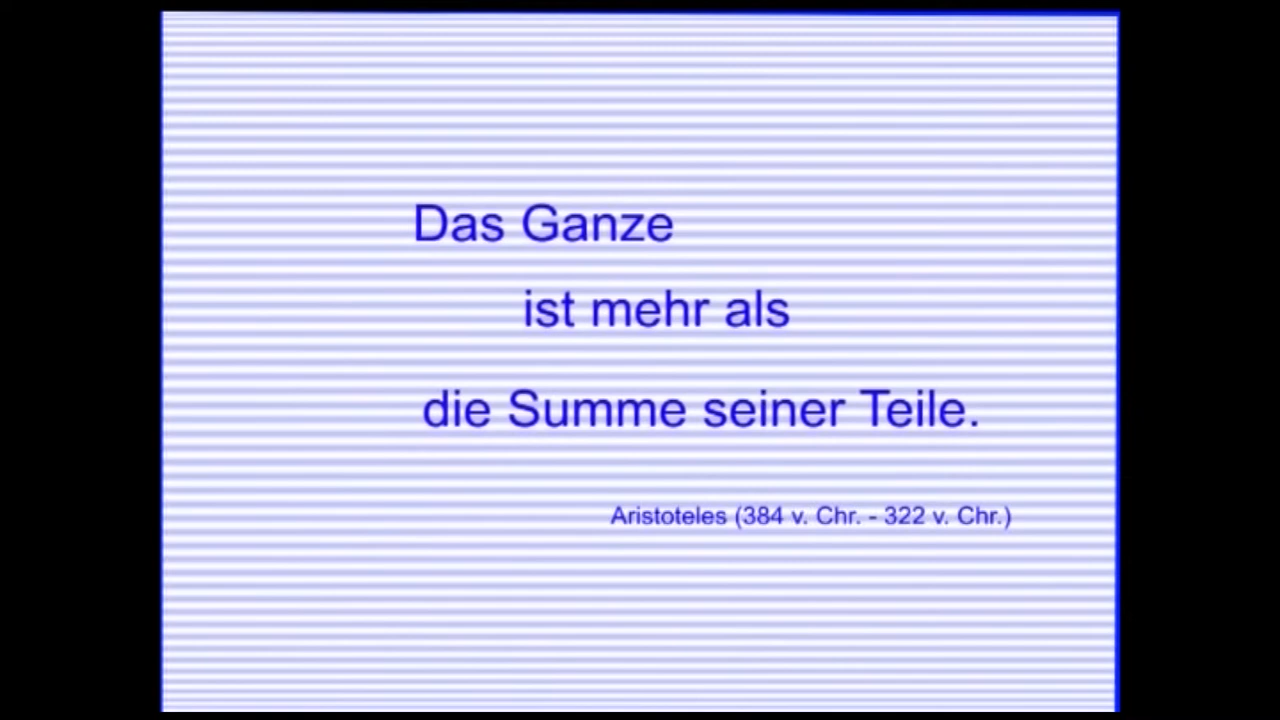 Das Ganze
ist mehr als
die Summe seiner Teile.
Aristoteles (384 v. Chr. - 322 v. Chr.)